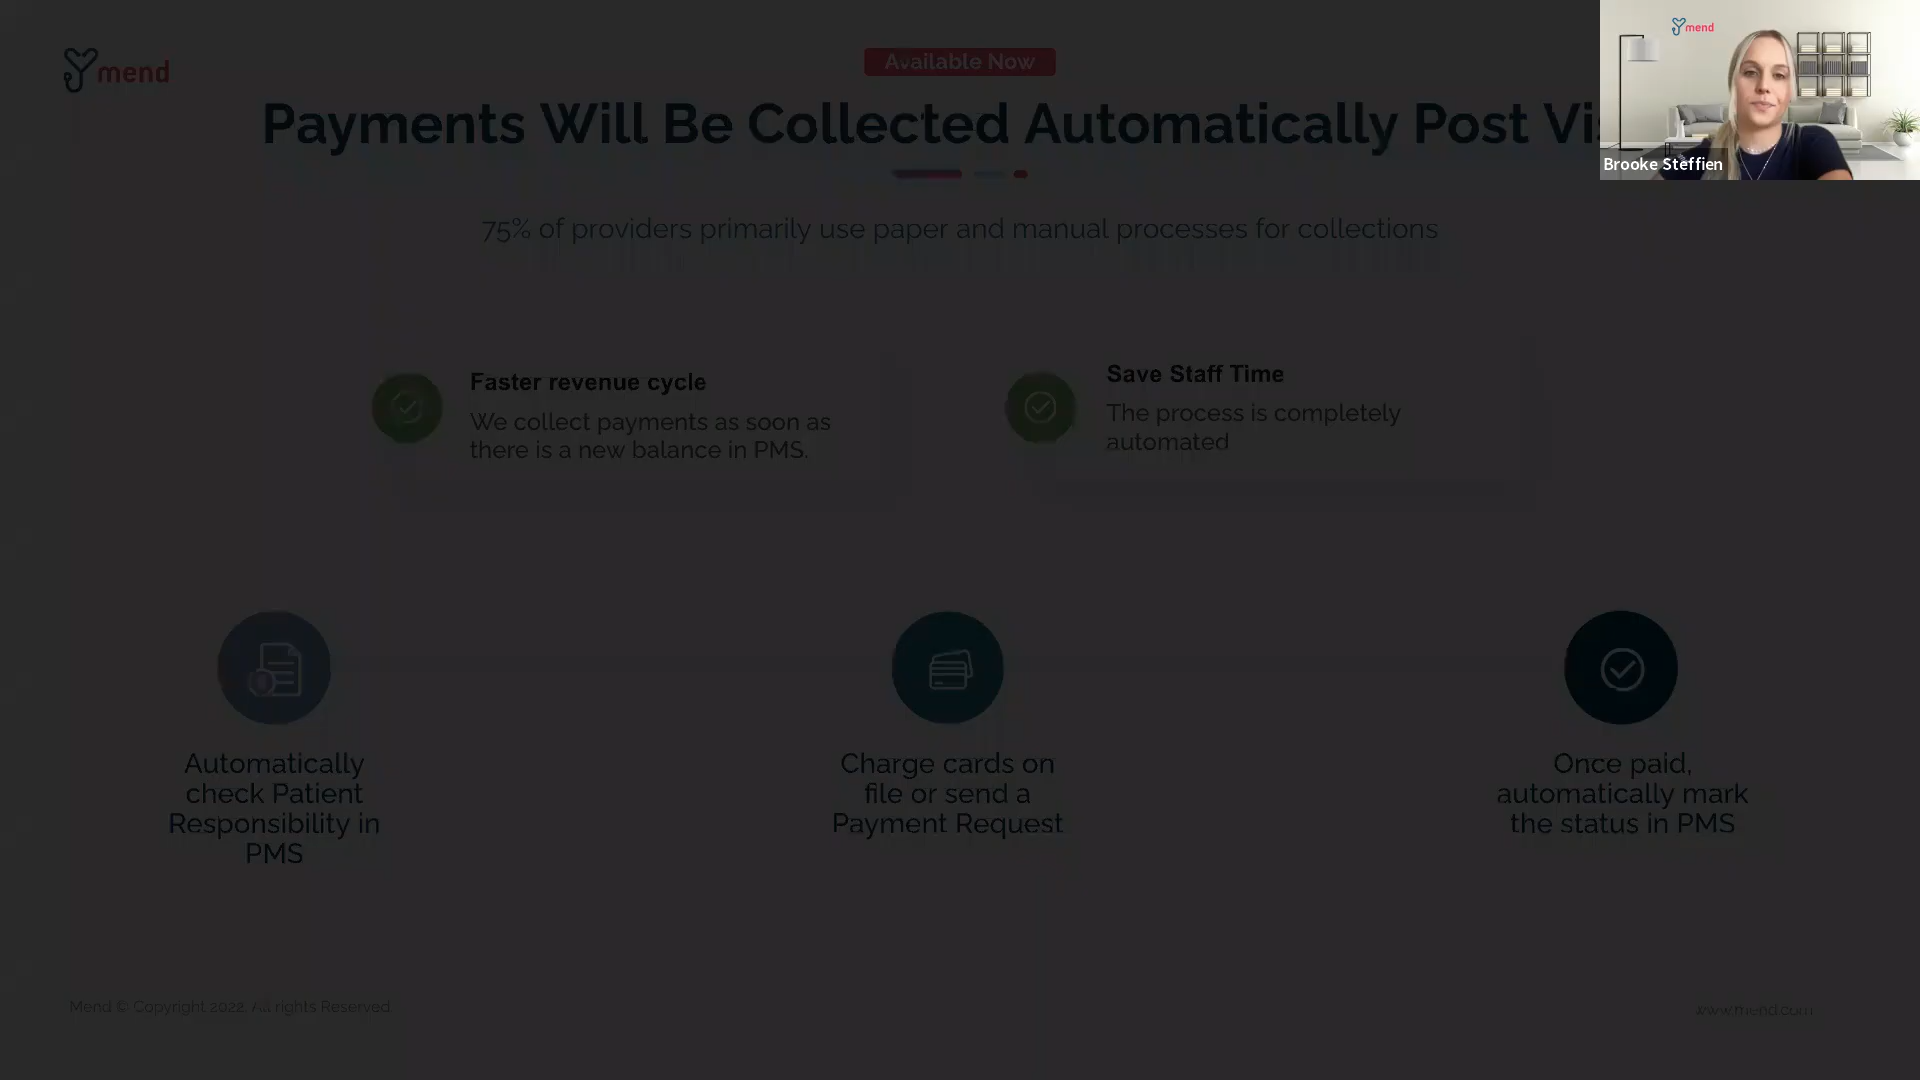 mend
Available Now
Payments Will Be Collected Automatically Post Vi
mend
Brooke Steffien
75% of providers primarily use paper and manual processes for collections
Faster revenue cycle
We collect payments as soon as
there is a new balance in PMS.
Save Staff Time
The process is completely
automated
Automatically
check Patient
Responsibility in
PMS
Charge cards on
file or send a
Payment Request
Once paid,
automatically mark
the status in PMS
Mend © Copyright 2022. All rights Reserved.
www.mend.com